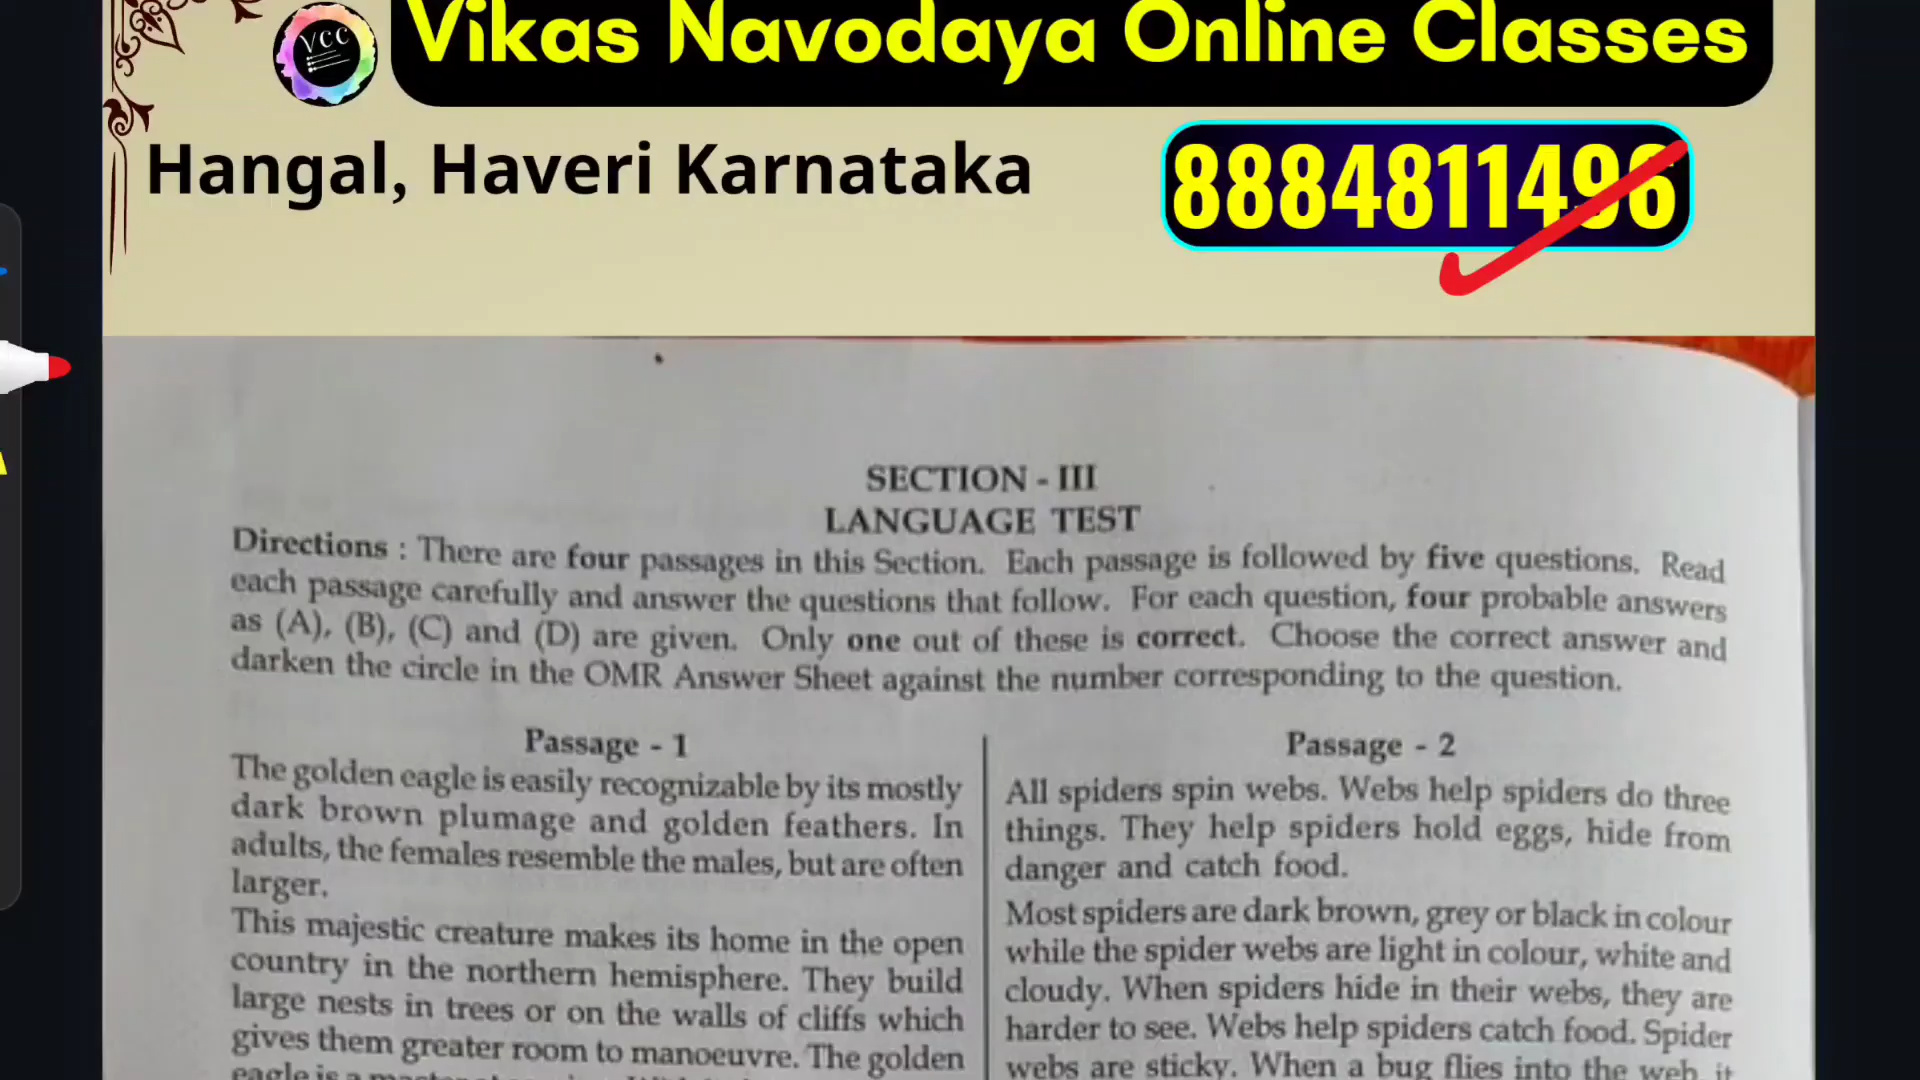 VCC
Vikas Navodaya Online Classes
Hangal, Haveri Karnataka
8884811496
SECTION - III
LANGUAGE TEST
Directions : There are four passages in this Section. Each passage is followed by five questions. Read
each passage carefully and answer the questions that follow. For each question, four probable answers
as (A), (B), (C) and (D) are given. Only one out of these is correct. Choose the correct answer and
darken the circle in the OMR Answer Sheet against the number corresponding to the question.
Passage - 1
The golden eagle is easily recognizable by its mostly
dark brown plumage and golden feathers. In
adults, the females resemble the males, but are often
larger.
This majestic creature makes its home in the open
country in the northern hemisphere. They build
large nests in trees or on the walls of cliffs which
gives them greater room to manoeuvre. The golden
eagle is a
Passage - 2
All spiders spin webs. Webs help spiders do three
things. They help spiders hold eggs, hide from
danger and catch food.
Most spiders are dark brown, grey or black in colour
while the spider webs are light in colour, white and
cloudy. When spiders hide in their webs, they are
harder to see. Webs help spiders catch food. Spider
webs are sticky. When a bug flies into the web, it